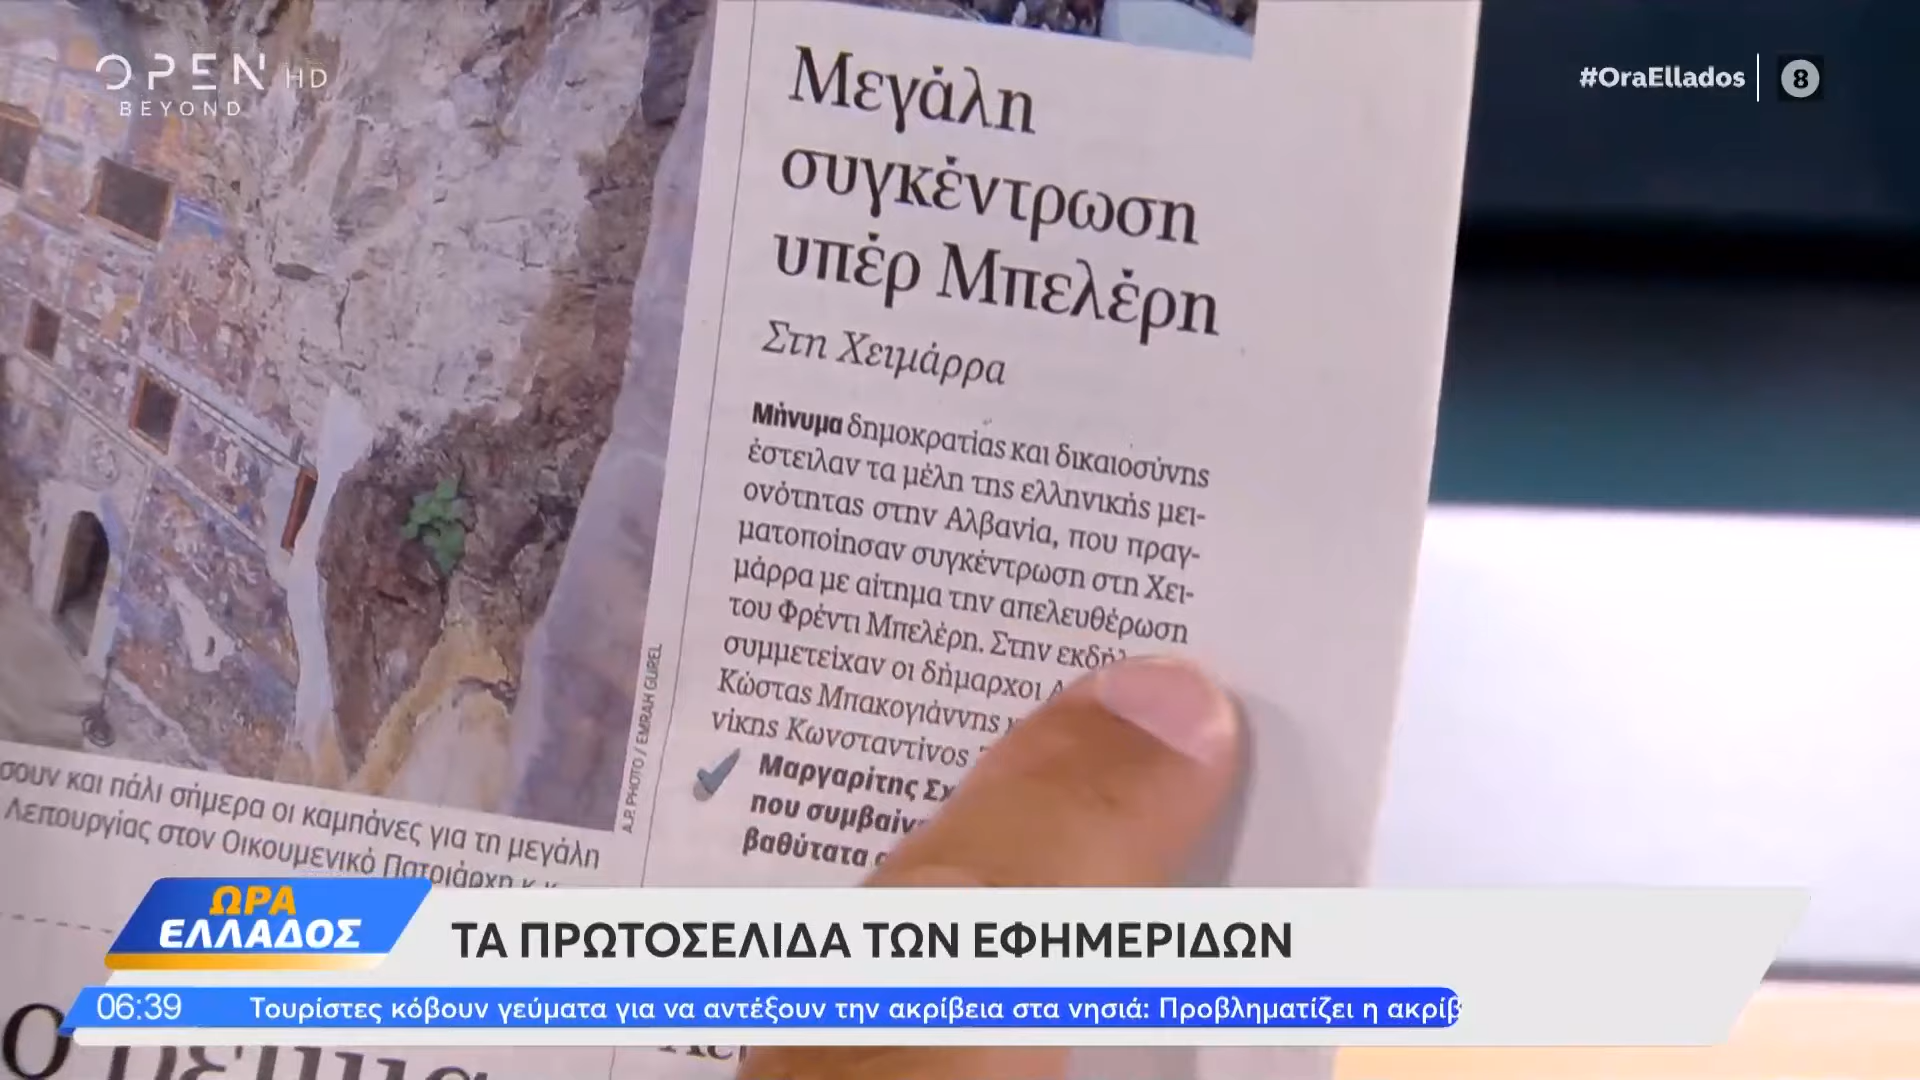 OPEN HD
BEYOND
#OraEllados
8
Μεγάλη
συγκέντρωση
υπέρ Μπελέρη
Στη Χειμάρρα
Μήνυμα δημοκρατίας και δικαιοσύνης
έστειλαν τα μέλη της ελληνικής μει-
ονότητας στην Αλβανία, που πραγ-
ματοποίησαν συγκέντρωση στη Χει-
μάρρα με αίτημα την απελευθέρωση
του Φρέντι Μπελέρη. Στην
συμμετείχαν οι δήμαρχοι
Κώστας Μπακογιάννης
νίκης Κωνσταντίνος
Μαργαρίτης
που
βαθύτατα
A.P. PHOTO / EMRAH GUREL
σουν και πάλι σήμερα οι καμπάνες για τη μεγάλη
Λειτουργίας στον Οικουμενικό Πατριάρχη κ.κ.
ΩΡΑ
ΕΛΛΑΔΟΣ
ΤΑ ΠΡΩΤΟΣΕΛΙΔΑ ΤΩΝ ΕΦΗΜΕΡΙΔΩΝ
06:39 Τουρίστες κόβουν γεύματα για να αντέξουν την ακρίβεια στα νησιά: Προβληματίζει η ακρίβ